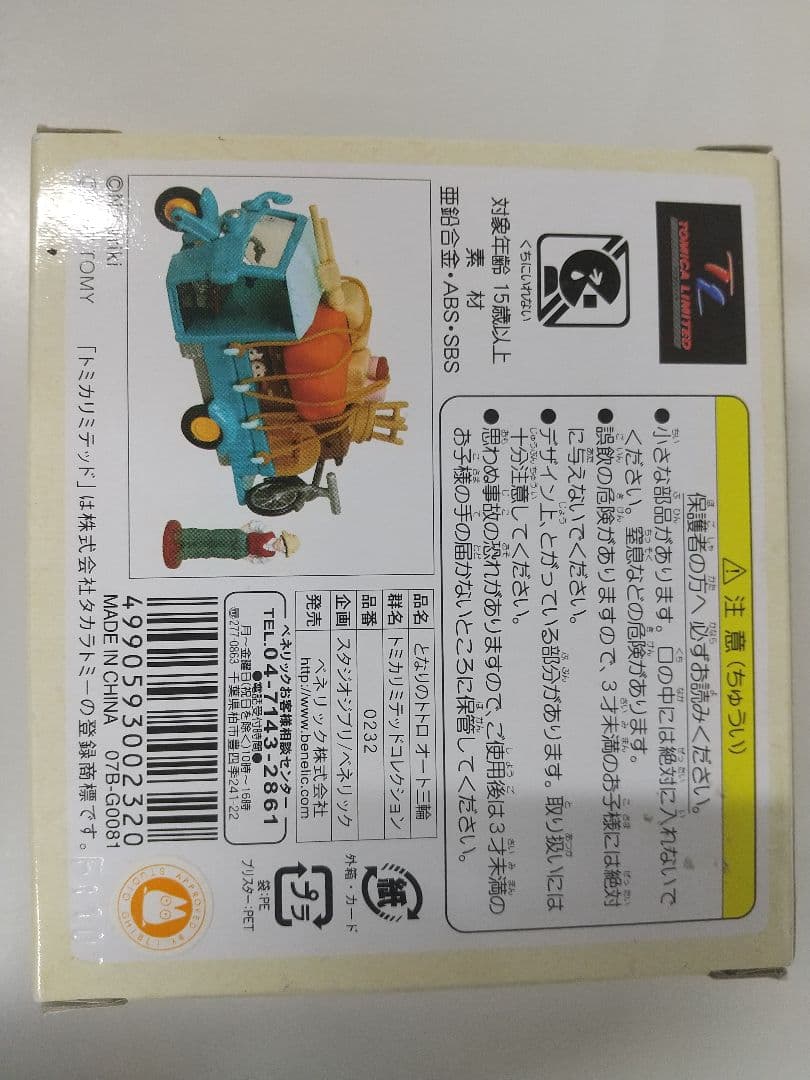 TL
TOMICA LIMITED
くちにいれない
対象年齢 15歳以上
素材
亜鉛合金・ABS・SBS
⚠注意(ちゅうい)
保護者の方へ 必ずお読みください。
●小さな部品があります。口の中には絶対に入れないで
ください。窒息などの危険があります。
●誤飲の危険がありますので、3才未満のお子様には絶対
に与えないでください。
●デザイン上、とがっている部分があります。取り扱いには
十分注意してください。
●思わぬ事故の恐れがありますので、ご使用後は3才未満の
お子様の手の届かないところに保管してください。
品名 となりのトトロ オート三輪
群名 トミカリミテッドコレクション
品番 0232
企画 スタジオジブリ/ベネリック
発売 ベネリック株式会社
http://www.benelic.com
ベネリックお客様相談センター
TEL.04-7143-2861
●電話受付時間●
月～金曜日(祝日を除く)10時～16時
〒277-0863 千葉県柏市豊四季241-22
4990593002320
MADE IN CHINA 07B-G0081
紙
外箱・カード
プラ
袋:PE
ブリスター:PET
TOMY 「トミカリミテッド」は株式会社タカラトミーの登録商標です。
APPROVED BY STUDIO GHIBLI